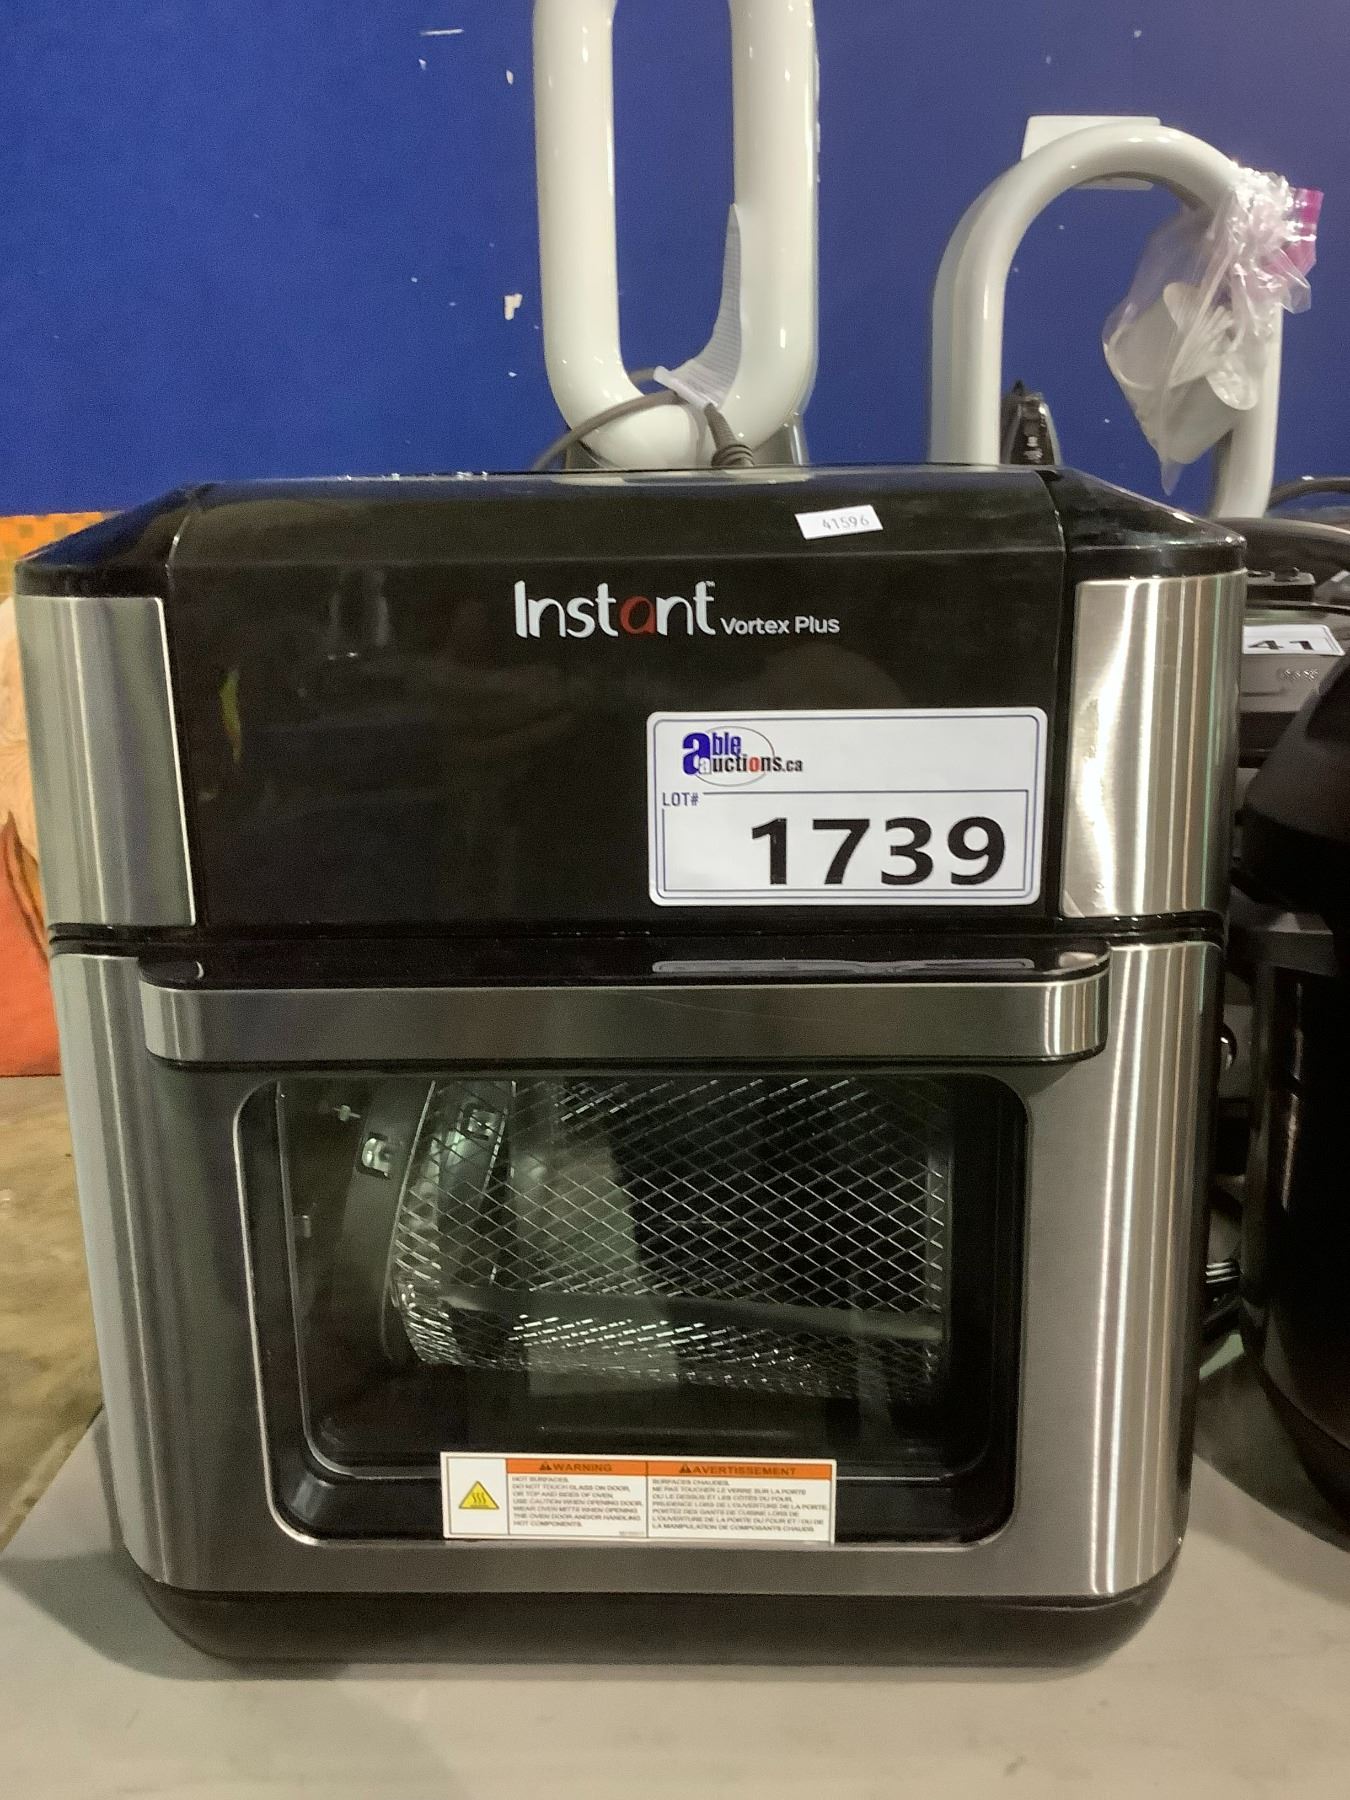 41596
Instant™ Vortex Plus
able
auctions.ca
LOT#
1739
41
WARNING
HOT SURFACES.
DO NOT TOUCH GLASS ON DOOR,
OR TOP AND SIDES OF OVEN.
USE CAUTION WHEN OPENING DOOR.
WEAR OVEN MITTS WHEN OPENING
THE OVEN DOOR AND/OR HANDLING
HOT COMPONENTS.
AVERTISSEMENT
SURFACES CHAUDES.
NE PAS TOUCHER LE VERRE SUR LA PORTE
OU LE DESSUS ET LES CÔTÉS DU FOUR.
PRUDENCE LORS DE L'OUVERTURE DE LA PORTE.
PORTEZ DES GANTS DE CUISINE LORS DE
L'OUVERTURE DE LA PORTE DU FOUR ET / OU DE
LA MANIPULATION DE COMPOSANTS CHAUDS.